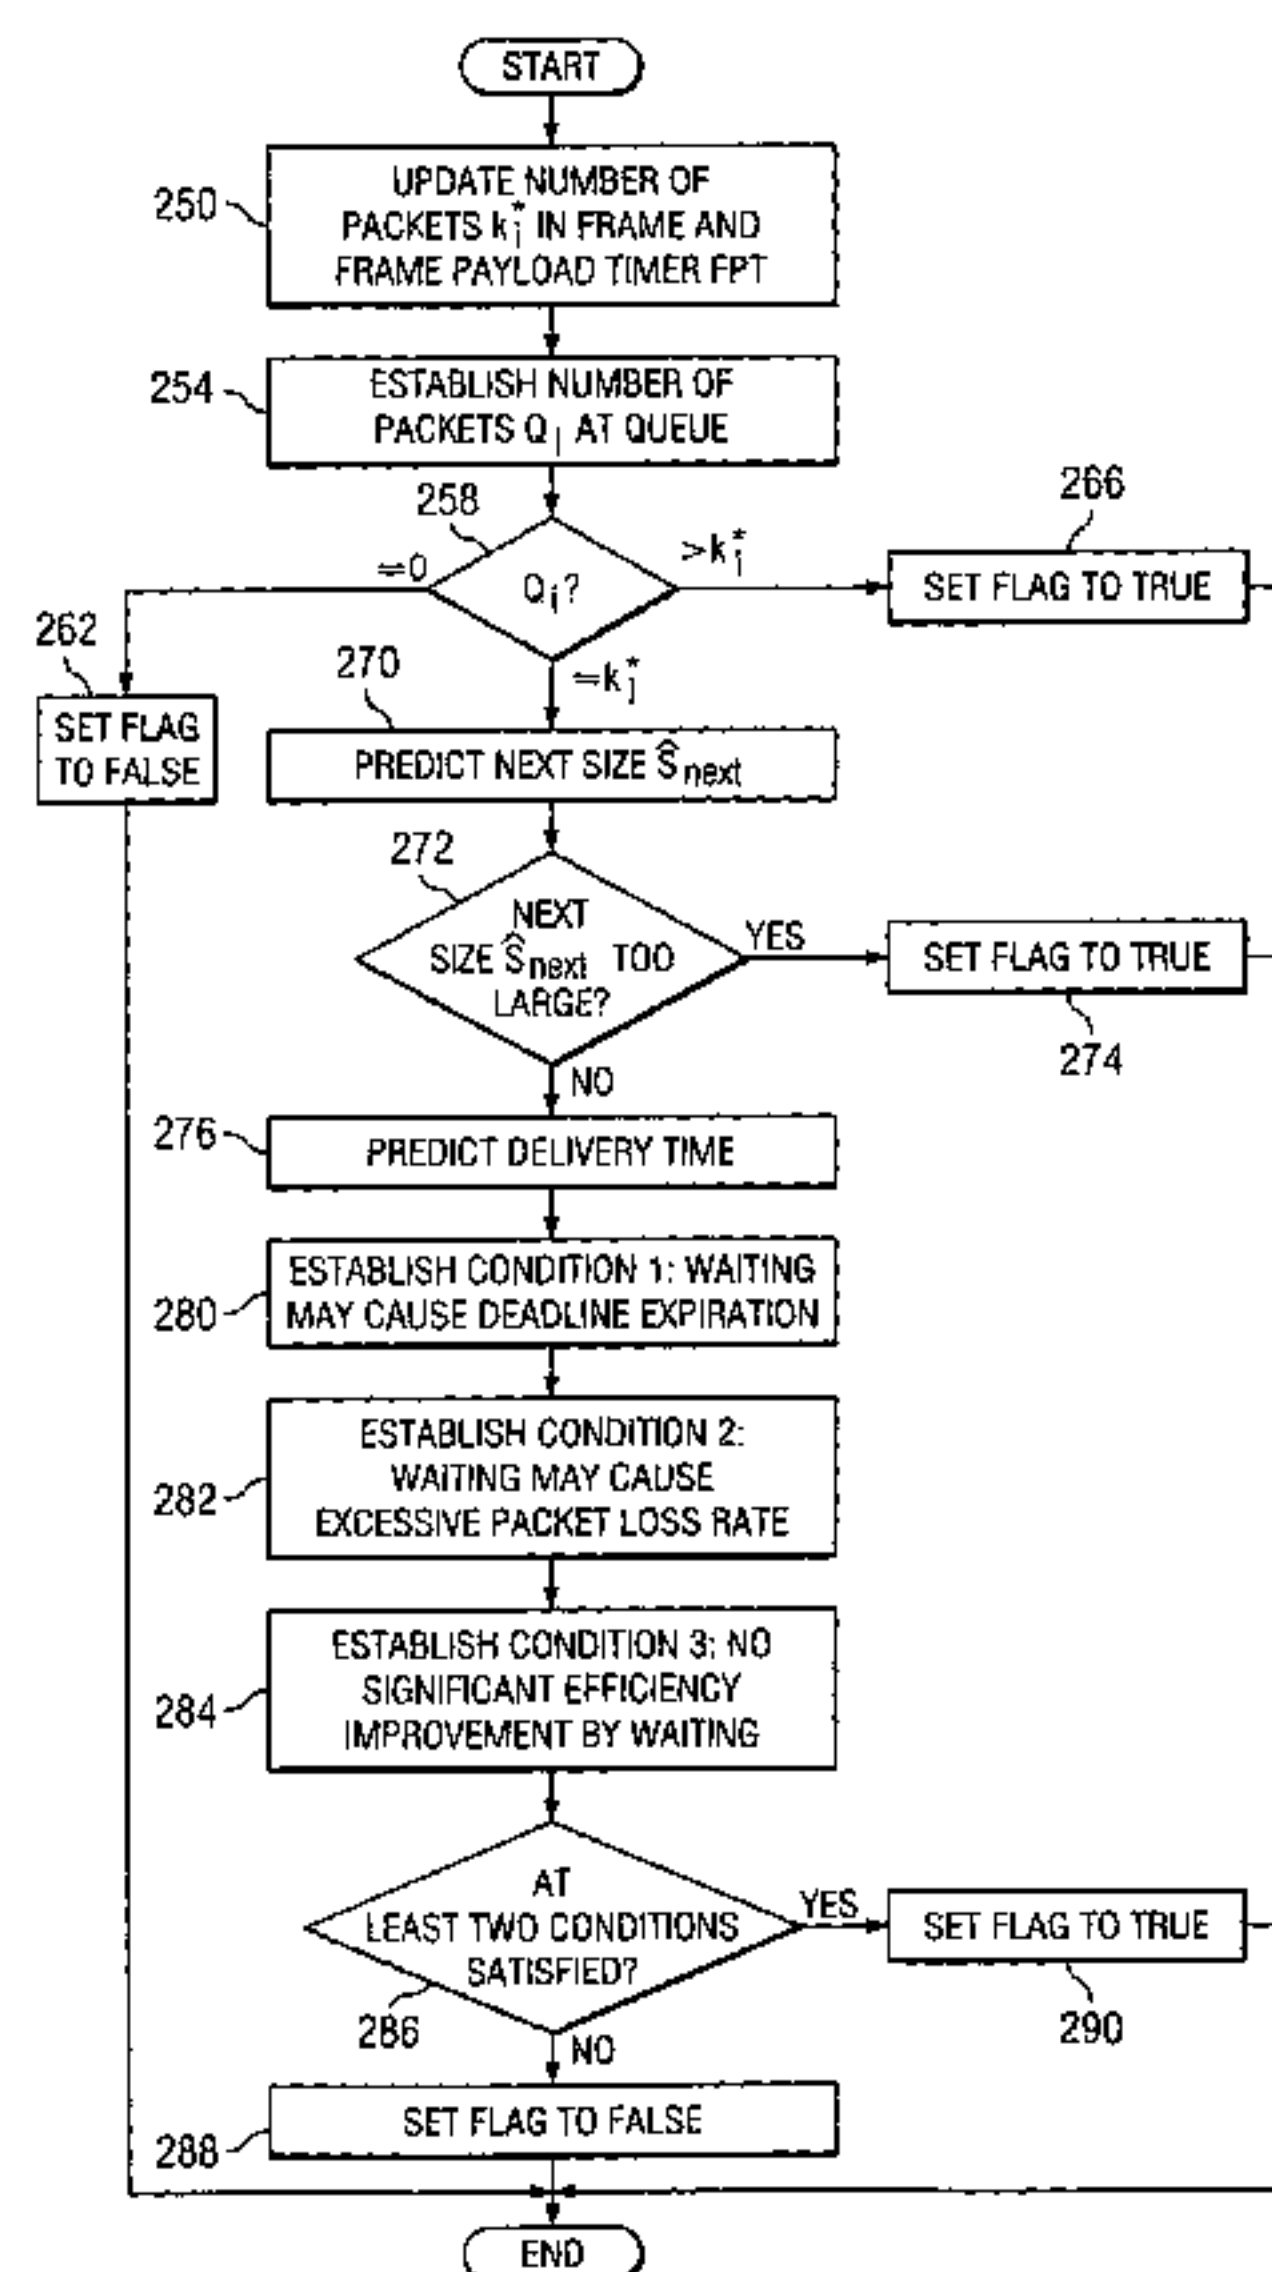 START
250
UPDATE NUMBER OF
PACKETS k*i IN FRAME AND
FRAME PAYLOAD TIMER FPT
254
ESTABLISH NUMBER OF
PACKETS Qi AT QUEUE
258
=0
Qi?
>k*i
266
SET FLAG TO TRUE
262
SET FLAG
TO FALSE
=k*i
270
PREDICT NEXT SIZE Ŝnext
272
NEXT
SIZE Ŝnext TOO
LARGE?
YES
SET FLAG TO TRUE
274
NO
276
PREDICT DELIVERY TIME
280
ESTABLISH CONDITION 1: WAITING
MAY CAUSE DEADLINE EXPIRATION
282
ESTABLISH CONDITION 2:
WAITING MAY CAUSE
EXCESSIVE PACKET LOSS RATE
284
ESTABLISH CONDITION 3: NO
SIGNIFICANT EFFICIENCY
IMPROVEMENT BY WAITING
AT
LEAST TWO CONDITIONS
SATISFIED?
286
YES
SET FLAG TO TRUE
290
NO
288
SET FLAG TO FALSE
END